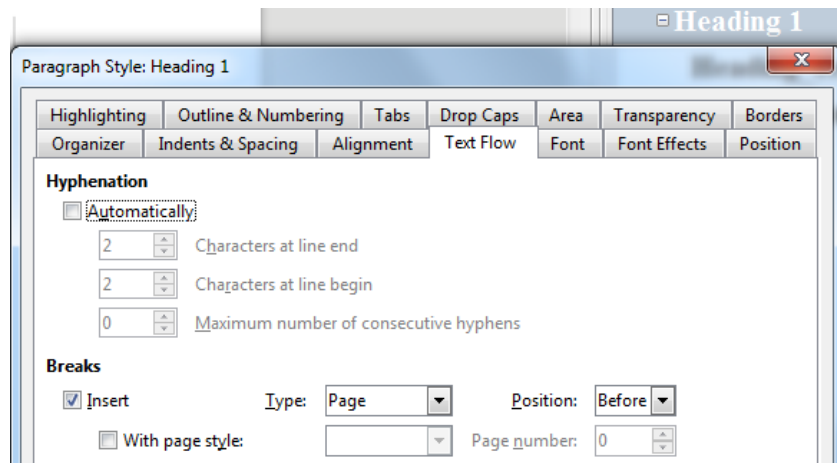 Heading 1
Paragraph Style: Heading 1
Highlighting Outline & Numbering Tabs Drop Caps Area Transparency Borders
Organizer Indents & Spacing Alignment Text Flow Font Font Effects Position
Hyphenation
Automatically
2 Characters at line end
2 Characters at line begin
0 Maximum number of consecutive hyphens
Breaks
Insert Type: Page Position: Before
With page style: Page number: 0